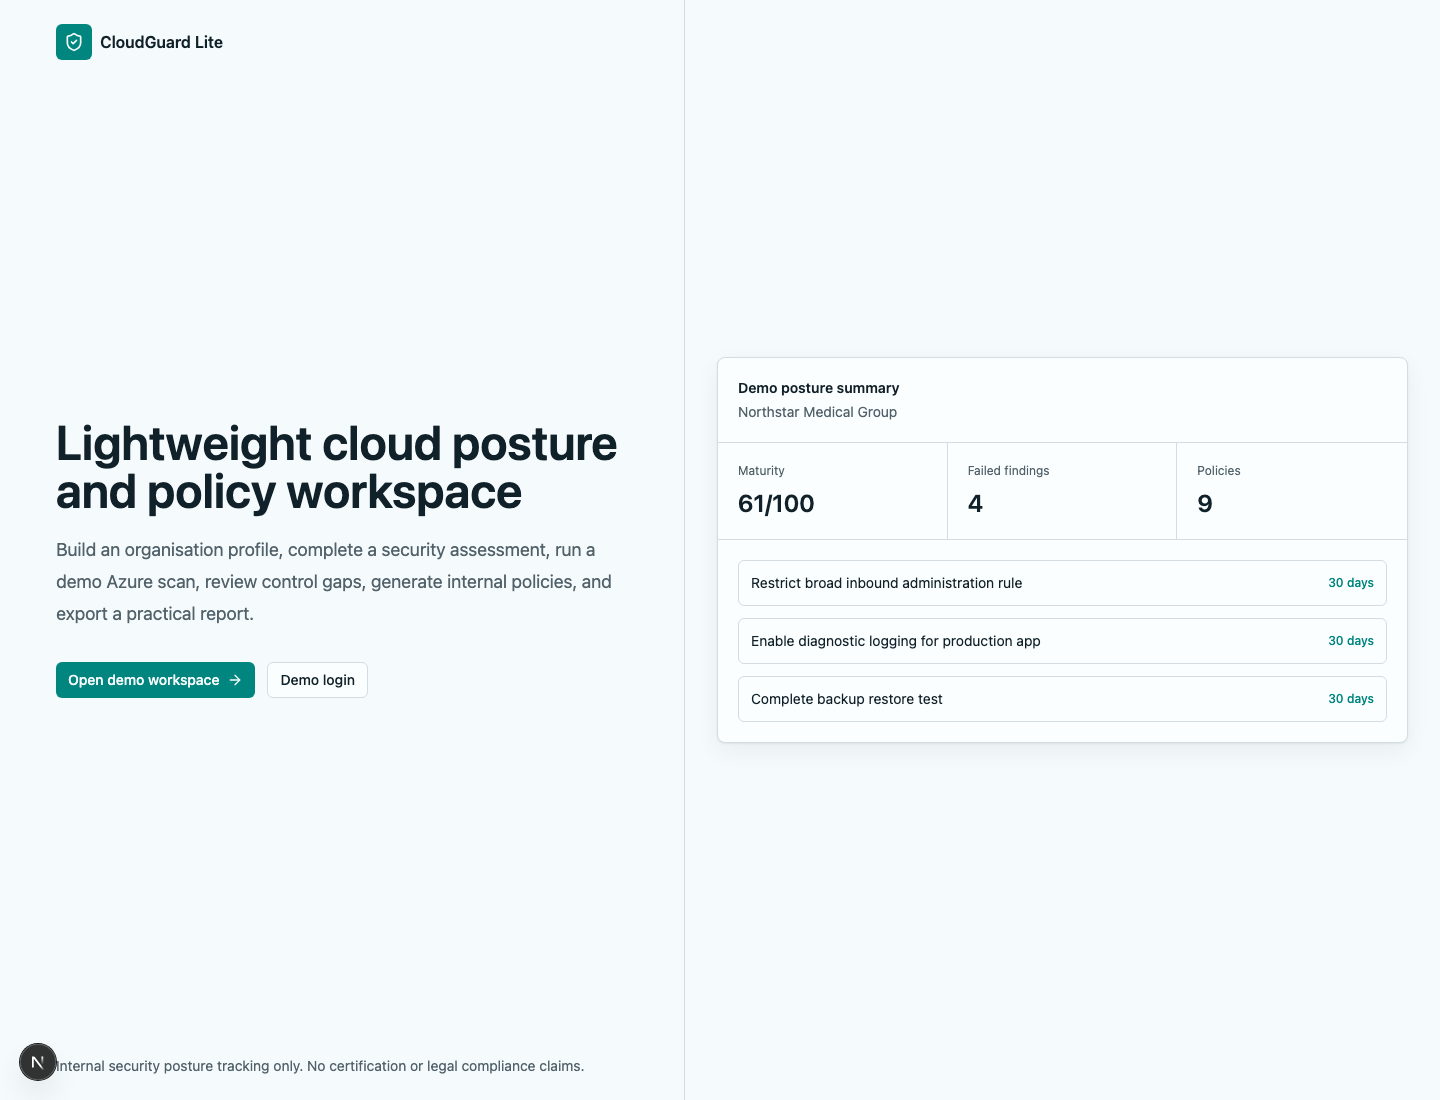 CloudGuard Lite
Lightweight cloud posture
and policy workspace
Build an organisation profile, complete a security assessment, run a
demo Azure scan, review control gaps, generate internal policies, and
export a practical report.
Open demo workspace
Demo login
Internal security posture tracking only. No certification or legal compliance claims.
N
Demo posture summary
Northstar Medical Group
Maturity
61/100
Failed findings
4
Policies
9
Restrict broad inbound administration rule
30 days
Enable diagnostic logging for production app
30 days
Complete backup restore test
30 days